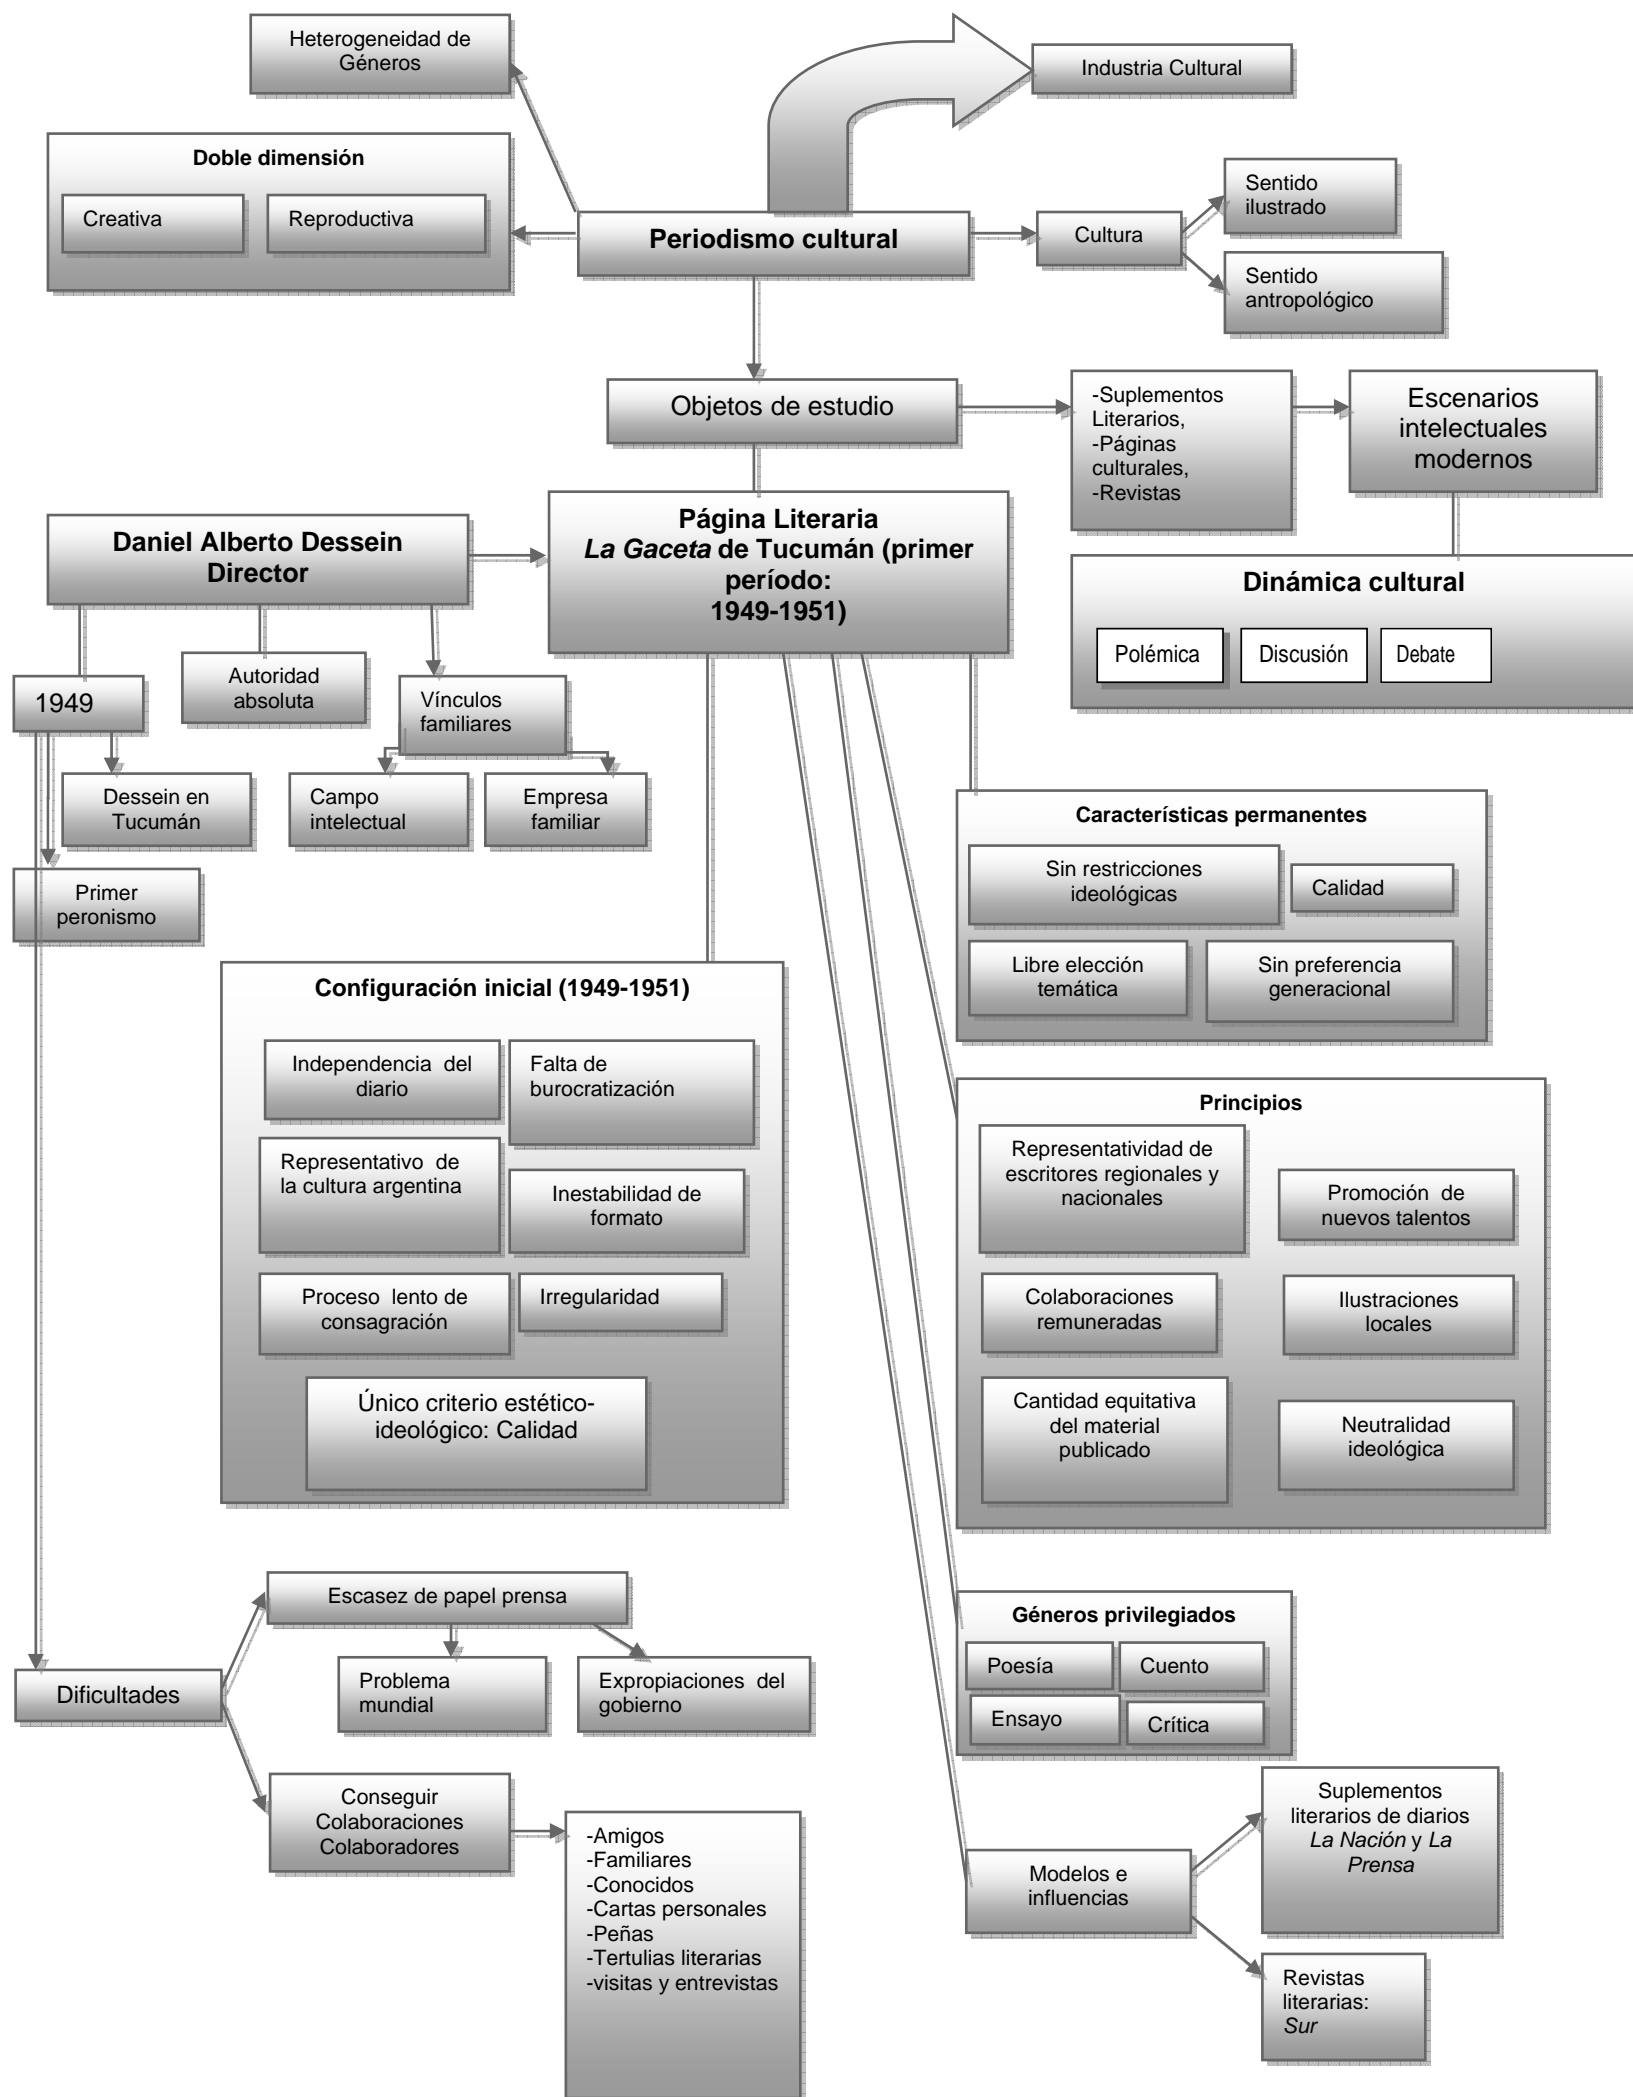 Heterogeneidad de
Géneros
Industria Cultural
Doble dimensión
Creativa
Reproductiva
Periodismo cultural
Cultura
Sentido
ilustrado
Sentido
antropológico
Objetos de estudio
-Suplementos
Literarios,
-Páginas
culturales,
-Revistas
Escenarios
intelectuales
modernos
Daniel Alberto Dessein
Director
Página Literaria
La Gaceta de Tucumán (primer
período:
1949-1951)
Dinámica cultural
Polémica
Discusión
Debate
1949
Autoridad
absoluta
Vínculos
familiares
Dessein en
Tucumán
Campo
intelectual
Empresa
familiar
Primer
peronismo
Características permanentes
Sin restricciones
ideológicas
Calidad
Libre elección
temática
Sin preferencia
generacional
Configuración inicial (1949-1951)
Independencia del
diario
Falta de
burocratización
Representativo de
la cultura argentina
Inestabilidad de
formato
Proceso lento de
consagración
Irregularidad
Único criterio estético-
ideológico: Calidad
Principios
Representatividad de
escritores regionales y
nacionales
Promoción de
nuevos talentos
Colaboraciones
remuneradas
Ilustraciones
locales
Cantidad equitativa
del material
publicado
Neutralidad
ideológica
Escasez de papel prensa
Dificultades
Problema
mundial
Expropiaciones del
gobierno
Conseguir
Colaboraciones
Colaboradores
-Amigos
-Familiares
-Conocidos
-Cartas personales
-Peñas
-Tertulias literarias
-visitas y entrevistas
Géneros privilegiados
Poesía
Cuento
Ensayo
Crítica
Modelos e
influencias
Suplementos
literarios de diarios
La Nación y La
Prensa
Revistas
literarias:
Sur